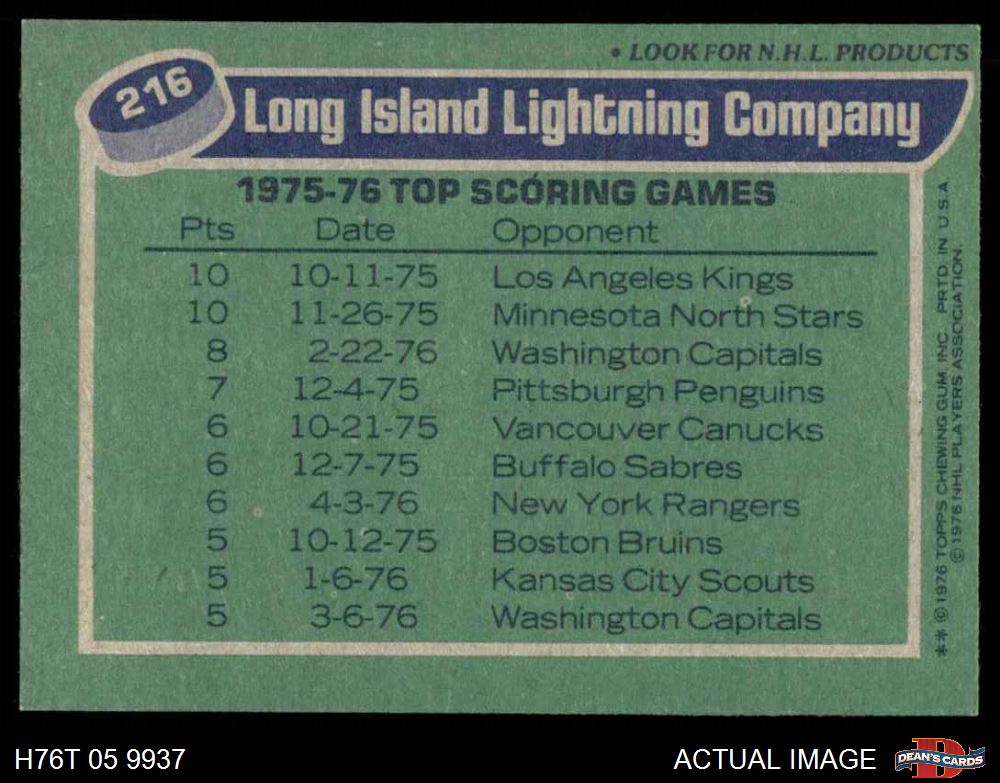 • LOOK FOR N.H.L. PRODUCTS
216
Long Island Lightning Company
1975-76 TOP SCORING GAMES
Pts Date Opponent
10 10-11-75 Los Angeles Kings
10 11-26-75 Minnesota North Stars
8 2-22-76 Washington Capitals
7 12-4-75 Pittsburgh Penguins
6 10-21-75 Vancouver Canucks
6 12-7-75 Buffalo Sabres
6 4-3-76 New York Rangers
5 10-12-75 Boston Bruins
5 1-6-76 Kansas City Scouts
5 3-6-76 Washington Capitals
** © 1976 TOPPS CHEWING GUM, INC. PRTD. IN U.S.A.
© 1976 NHL PLAYERS ASSOCIATION.
H76T 05 9937
ACTUAL IMAGE
D
DEAN'S CARDS